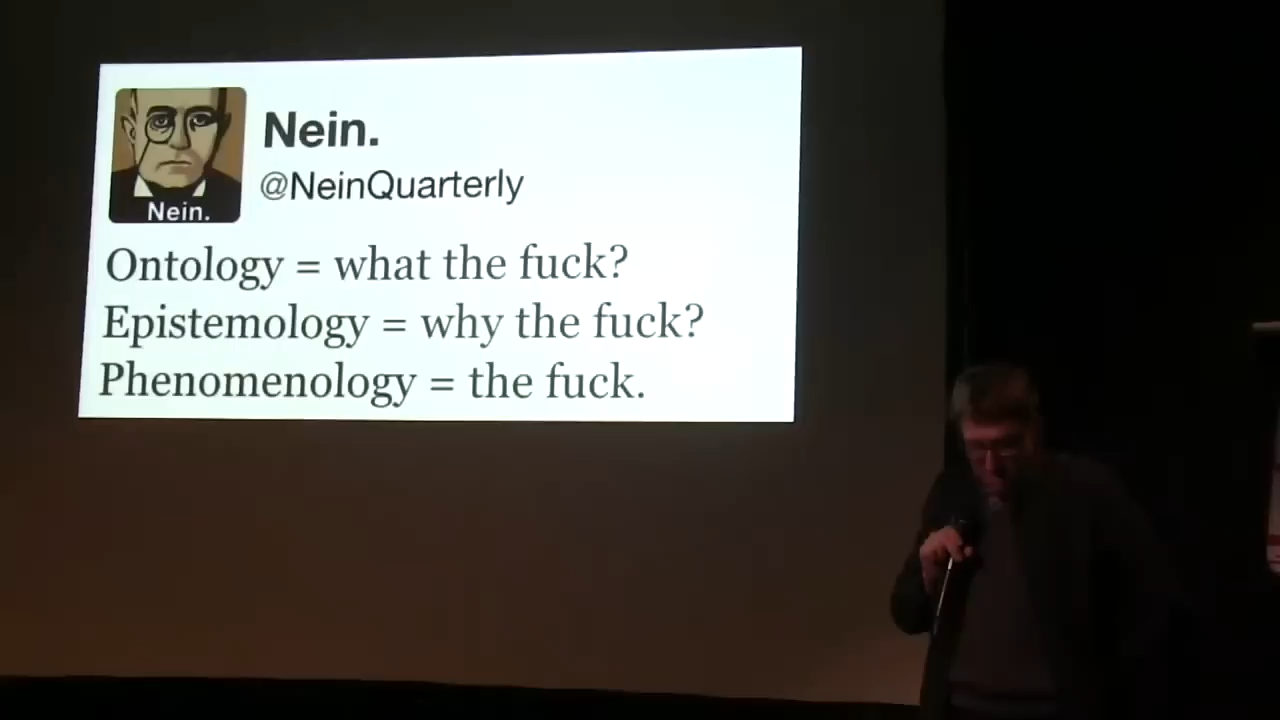 Nein.
Nein.
@NeinQuarterly
Ontology = what the fuck?
Epistemology = why the fuck?
Phenomenology = the fuck.